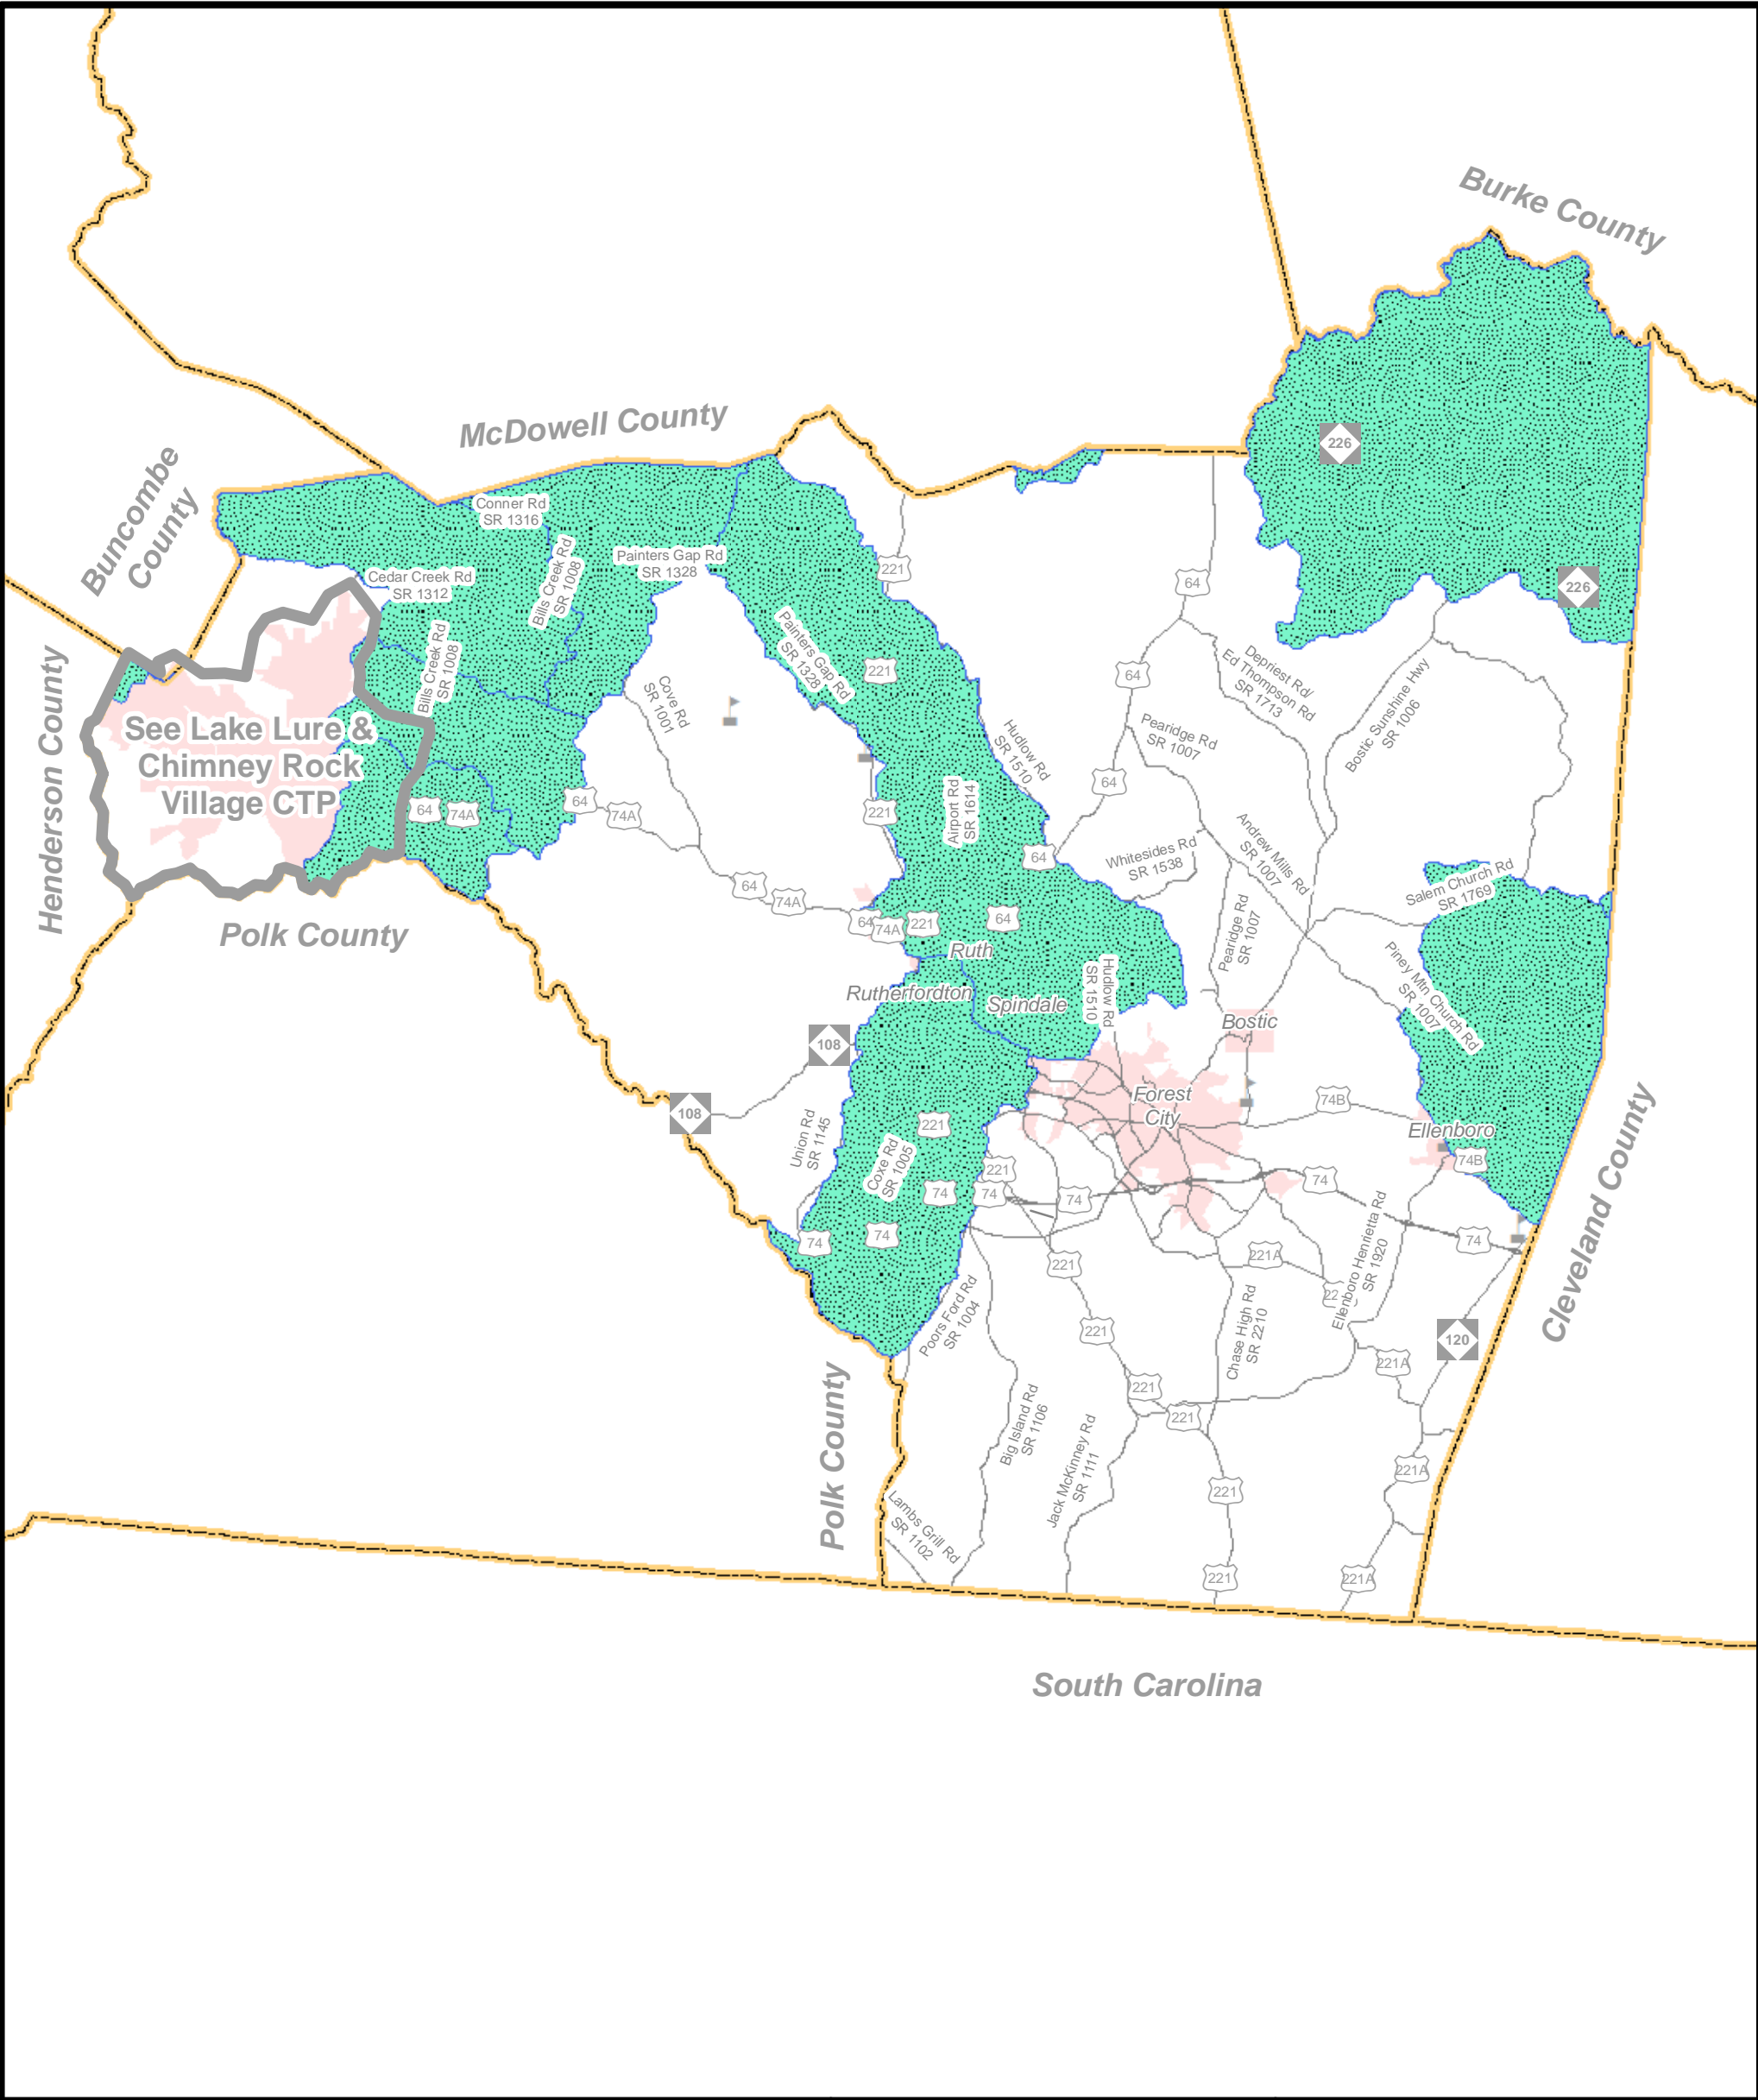 Burke County
McDowell County
Buncombe
County
226
Conner Rd
SR 1316
Painters Gap Rd
SR 1328
Bills Creek Rd
SR 1008
Cedar Creek Rd
SR 1312
221
64
226
Bills Creek Rd
SR 1008
Painters Gap Rd
SR 1328
221
64
Depriest Rd/
Ed Thompson Rd
SR 1713
Henderson County
Cove Rd
SR 1001
Bostic Sunshine Hwy
SR 1006
Pearidge Rd
SR 1007
Hudlow Rd
SR 1510
See Lake Lure &
Chimney Rock
Village CTP
64
74A
64
74A
221
Airport Rd
SR 1614
64
64
Whitesides Rd
SR 1538
Andrew Mills Rd
SR 1007
Salem Church Rd
SR 1769
64
74A
64
74A
221
64
Pearidge Rd
SR 1007
Polk County
Ruth
Piney Mtn Church Rd
SR 1007
Rutherfordton
Spindale
Hudlow Rd
SR 1510
Bostic
108
108
Forest
City
74B
Union Rd
SR 1145
221
Ellenboro
74B
Coxe Rd
SR 1005
221
74
74
74
74
Cleveland County
74
74
74
221
221A
Ellenboro Henrietta Rd
SR 1920
22
Poors Ford Rd
SR 1004
221
Chase High Rd
SR 2210
120
221A
221
221
Polk County
Big Island Rd
SR 1106
Jack McKinney Rd
SR 1111
221A
221
Lambs Grill Rd
SR 1102
221
221A
South Carolina